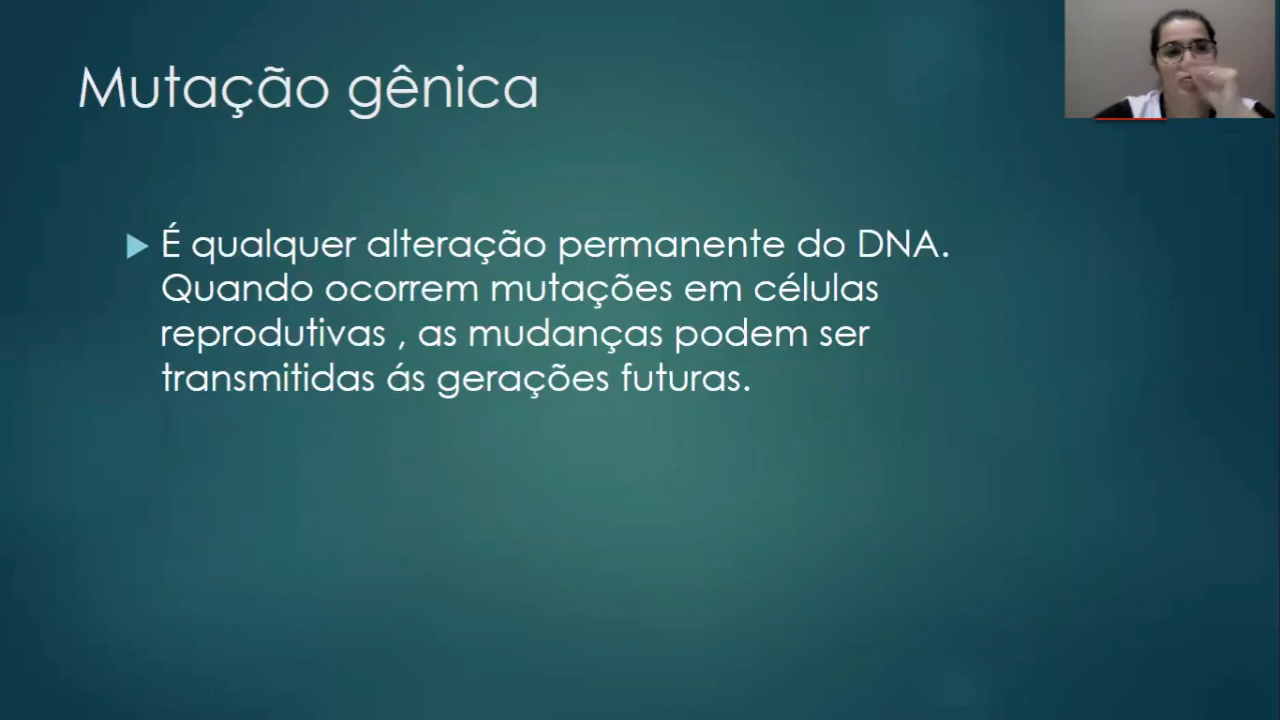 Mutação gênica
É qualquer alteração permanente do DNA.
Quando ocorrem mutações em células
reprodutivas , as mudanças podem ser
transmitidas ás gerações futuras.